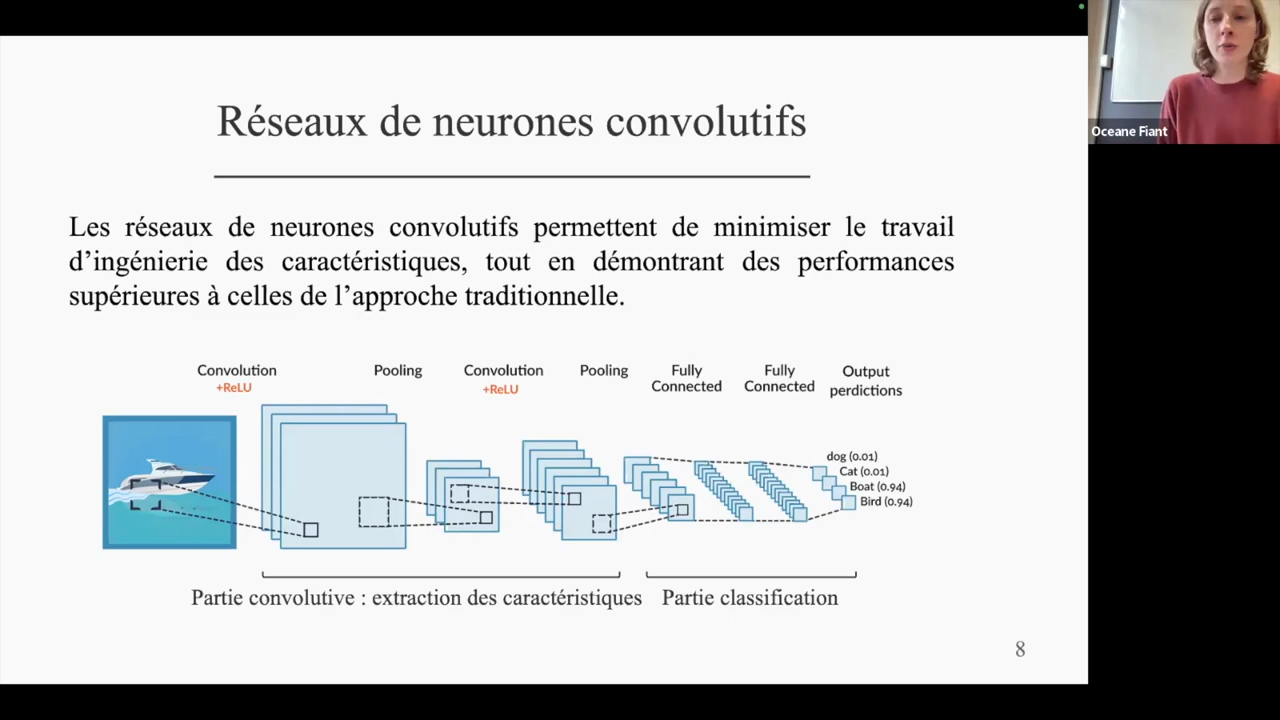 Réseaux de neurones convolutifs
Les réseaux de neurones convolutifs permettent de minimiser le travail
d’ingénierie des caractéristiques, tout en démontrant des performances
supérieures à celles de l’approche traditionnelle.
Convolution
+ReLU
Pooling
Convolution
+ReLU
Pooling
Fully
Connected
Fully
Connected
Output
perdictions
dog (0.01)
Cat (0.01)
Boat (0.94)
Bird (0.94)
Partie convolutive : extraction des caractéristiques
Partie classification
8
Oceane Fiant